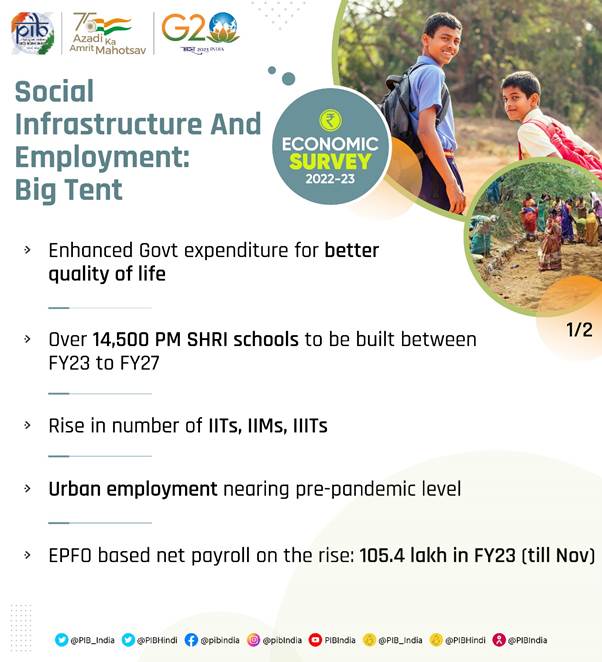 pib
75
Azadi Ka
Amrit Mahotsav
G20
2023 INDIA
Social
Infrastructure And
Employment:
Big Tent
₹
ECONOMIC
SURVEY
2022-23
1/2
Enhanced Govt expenditure for better
quality of life
Over 14,500 PM SHRI schools to be built between
FY23 to FY27
Rise in number of IITs, IIMs, IIITs
Urban employment nearing pre-pandemic level
EPFO based net payroll on the rise: 105.4 lakh in FY23 (till Nov)
@PIB_India @PIBHindi @pibindia @pibindia PIBIndia @PIB_India @PIBHindi @PIBIndia